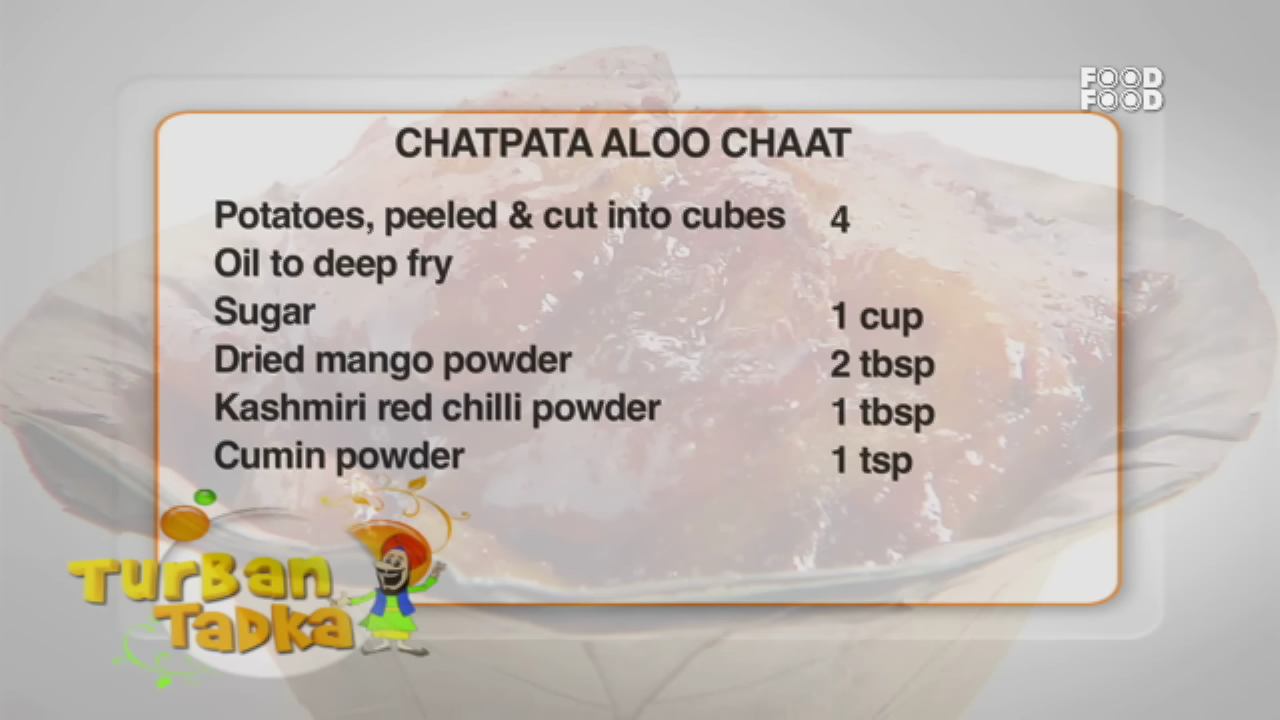 FOOD
FOOD
CHATPATA ALOO CHAAT
Potatoes, peeled & cut into cubes 4
Oil to deep fry
Sugar 1 cup
Dried mango powder 2 tbsp
Kashmiri red chilli powder 1 tbsp
Cumin powder 1 tsp
TURBAN
TADKA